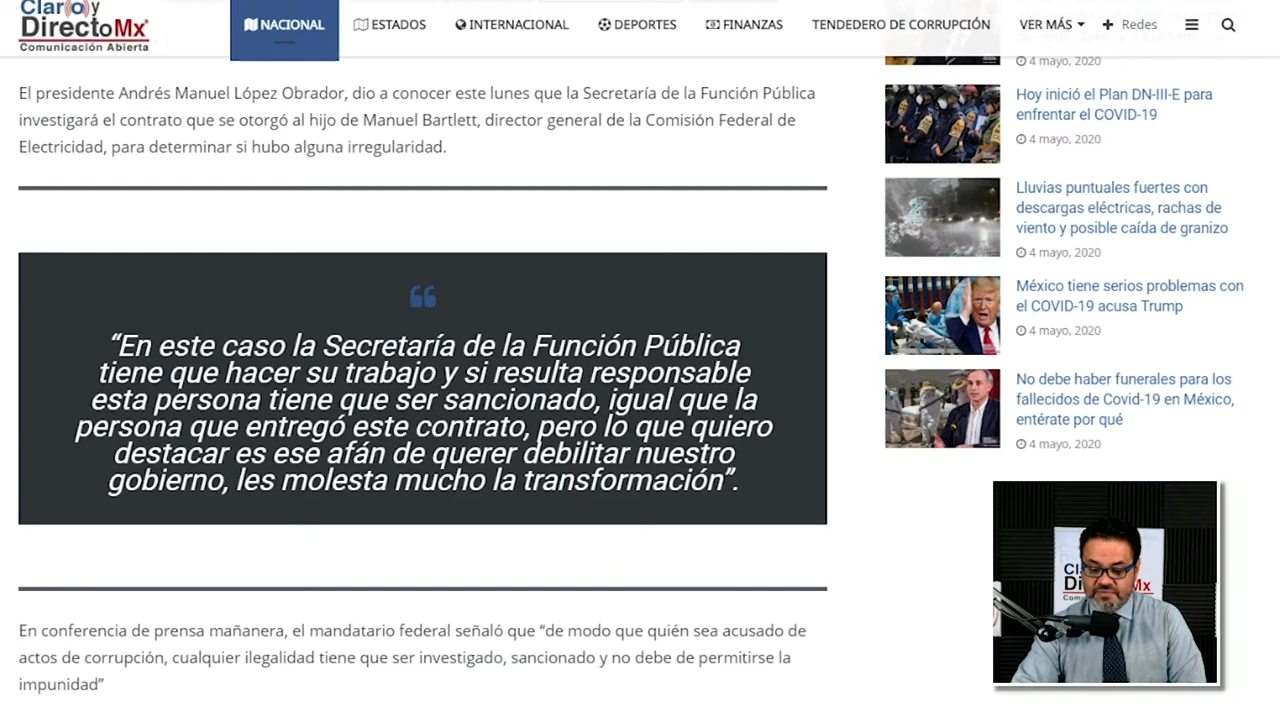 Claro y
DirectoMx®
Comunicación Abierta
NACIONAL
ESTADOS
INTERNACIONAL
DEPORTES
FINANZAS
TENDEDERO DE CORRUPCIÓN
VER MÁS
Redes
El presidente Andrés Manuel López Obrador, dio a conocer este lunes que la Secretaría de la Función Pública
investigará el contrato que se otorgó al hijo de Manuel Bartlett, director general de la Comisión Federal de
Electricidad, para determinar si hubo alguna irregularidad.
“En este caso la Secretaría de la Función Pública
tiene que hacer su trabajo y si resulta responsable
esta persona tiene que ser sancionado, igual que la
persona que entregó este contrato, pero lo que quiero
destacar es ese afán de querer debilitar nuestro
gobierno, les molesta mucho la transformación”.
En conferencia de prensa mañanera, el mandatario federal señaló que “de modo que quién sea acusado de
actos de corrupción, cualquier ilegalidad tiene que ser investigado, sancionado y no debe de permitirse la
impunidad”
4 mayo, 2020
Hoy inició el Plan DN-III-E para
enfrentar el COVID-19
4 mayo, 2020
Lluvias puntuales fuertes con
descargas eléctricas, rachas de
viento y posible caída de granizo
4 mayo, 2020
México tiene serios problemas con
el COVID-19 acusa Trump
4 mayo, 2020
No debe haber funerales para los
fallecidos de Covid-19 en México,
entérate por qué
4 mayo, 2020